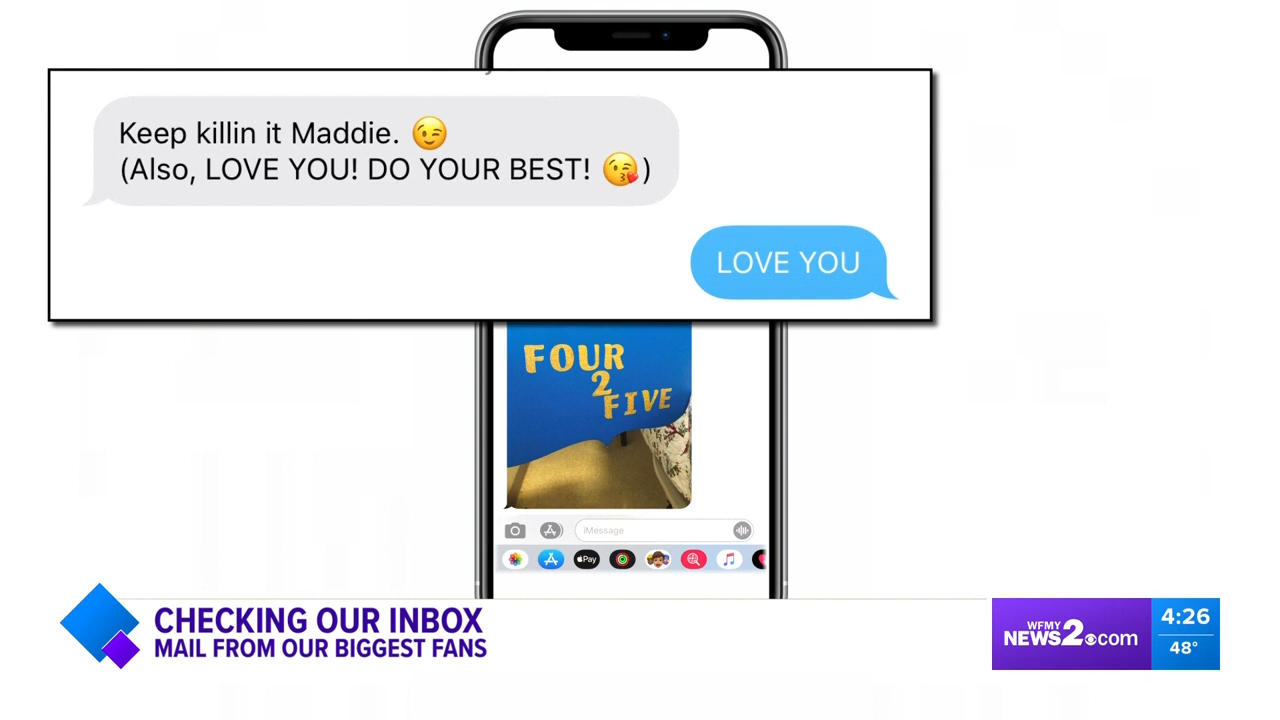 Keep killin it Maddie. 😉
(Also, LOVE YOU! DO YOUR BEST! 😘)
LOVE YOU
FOUR
2
FIVE
iMessage
Pay
CHECKING OUR INBOX
MAIL FROM OUR BIGGEST FANS
WFMY
NEWS2.com
4:26
48°